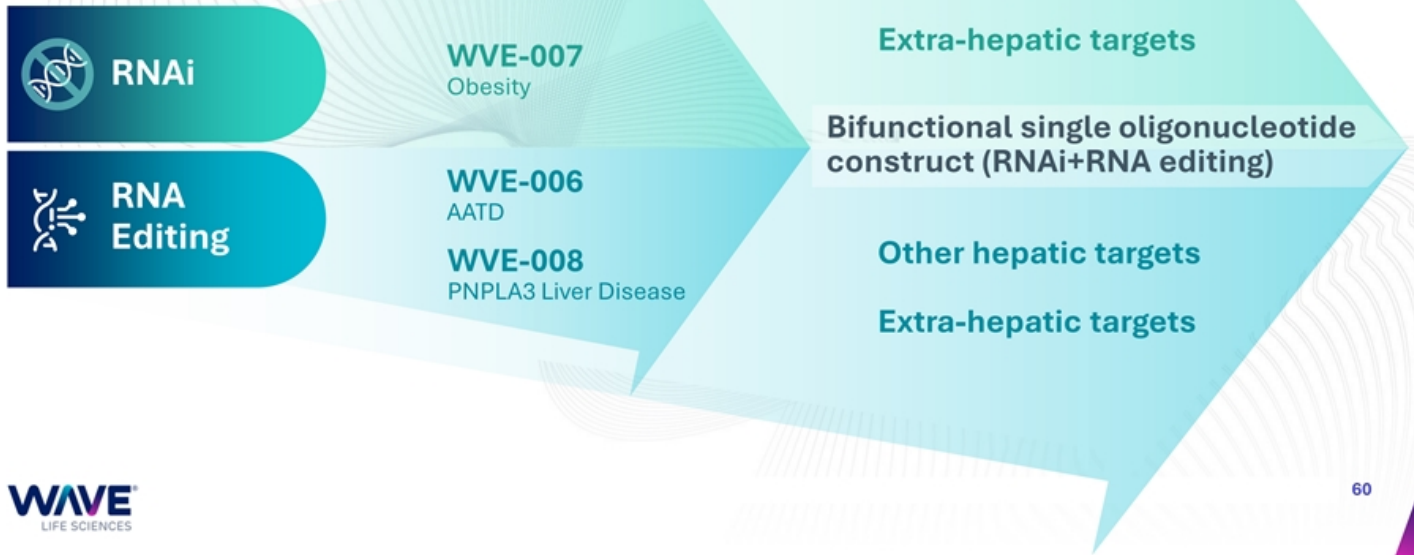 RNAi
WVE-007
Obesity
Extra-hepatic targets
Bifunctional single oligonucleotide
construct (RNAi+RNA editing)
RNA
Editing
WVE-006
AATD
WVE-008
PNPLA3 Liver Disease
Other hepatic targets
Extra-hepatic targets
WAVE®
LIFE SCIENCES
60